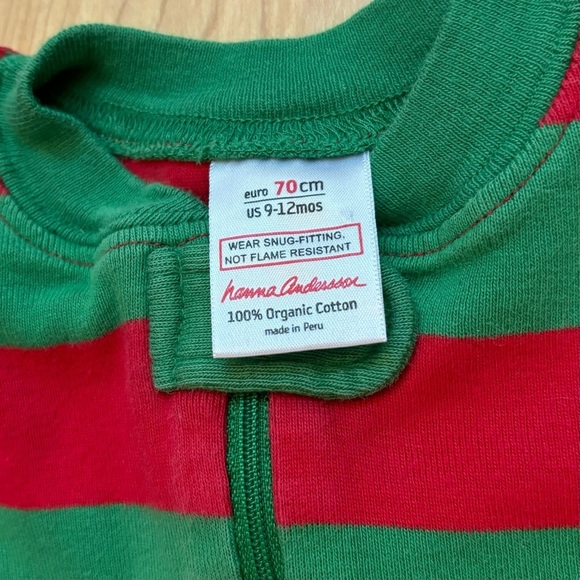 euro 70cm
us 9-12mos
WEAR SNUG-FITTING.
NOT FLAME RESISTANT
hanna Andersson
100% Organic Cotton
made in Peru